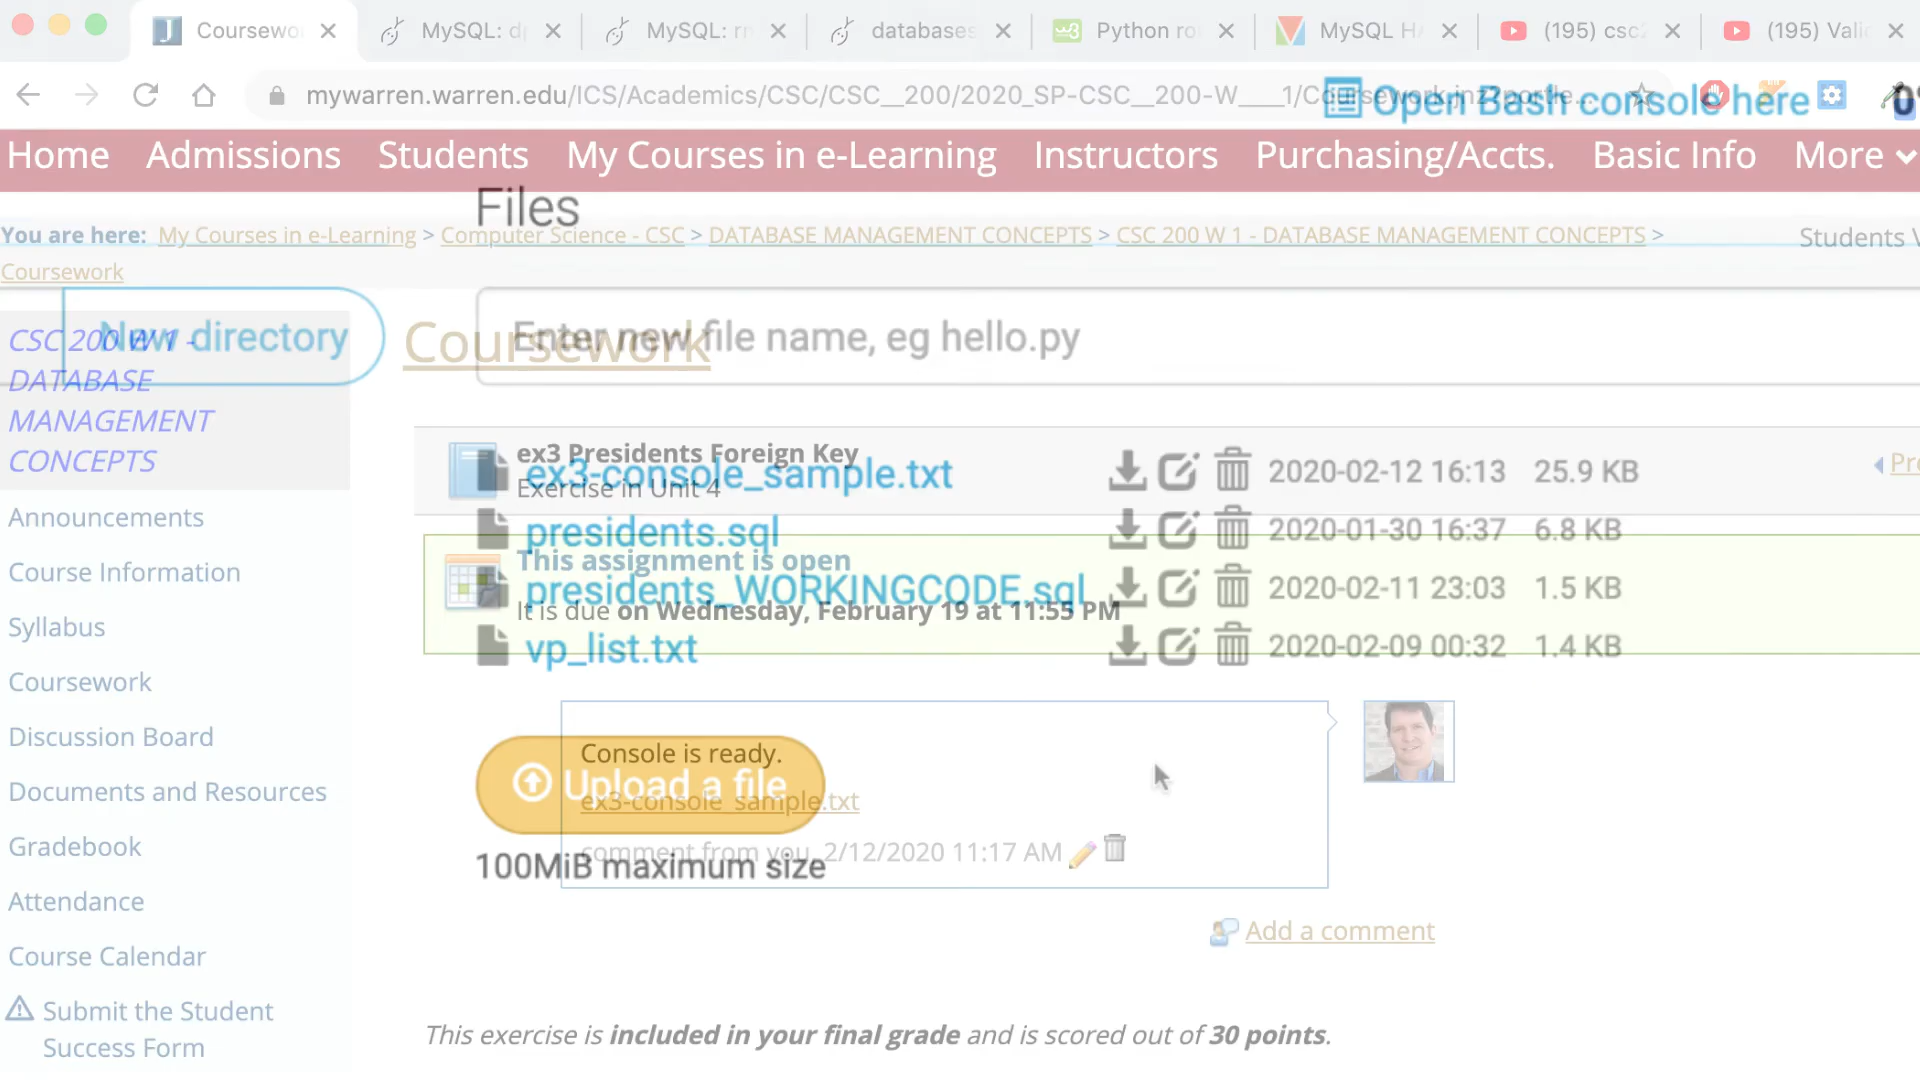 Coursewo
MySQL: d
MySQL: rn
databases
Python ro
MySQL HA
(195) csc2
(195) Vali
mywarren.warren.edu/ICS/Academics/CSC/CSC__200/2020_SP-CSC__200-W____1/Coursework.jnz?portle...
Open Bash console here
Home Admissions Students My Courses in e-Learning Instructors Purchasing/Accts. Basic Info More
Files
You are here: My Courses in e-Learning > Computer Science - CSC > DATABASE MANAGEMENT CONCEPTS > CSC 200 W 1 - DATABASE MANAGEMENT CONCEPTS >
Students
Coursework
New directory
Enter new file name, eg hello.py
CSC 200 W 1 -
DATABASE
MANAGEMENT
CONCEPTS
Coursework
ex3 Presidents Foreign Key
Exercise in Unit 4
ex3-console_sample.txt 2020-02-12 16:13 25.9 KB
presidents.sql 2020-01-30 16:37 6.8 KB
This assignment is open
presidents_WORKINGCODE.sql 2020-02-11 23:03 1.5 KB
It is due on Wednesday, February 19 at 11:55 PM
vp_list.txt 2020-02-09 00:32 1.4 KB
Announcements
Course Information
Syllabus
Coursework
Discussion Board
Documents and Resources
Gradebook
Attendance
Course Calendar
Submit the Student
Success Form
Console is ready.
Upload a file
ex3-console_sample.txt
comment from you, 2/12/2020 11:17 AM
100MiB maximum size
Add a comment
This exercise is included in your final grade and is scored out of 30 points.